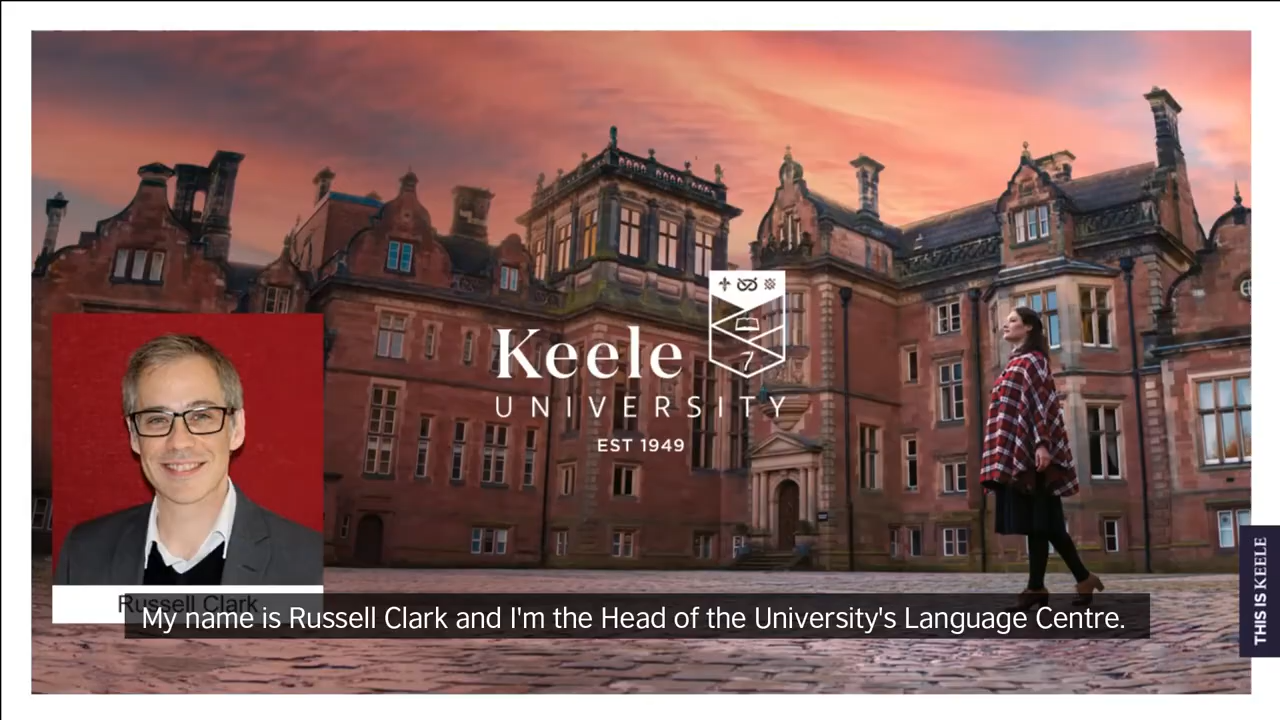 Keele
7
UNIVERSITY
EST 1949
THIS IS KEELE
Russell Clark
My name is Russell Clark and I'm the Head of the University's Language Centre.